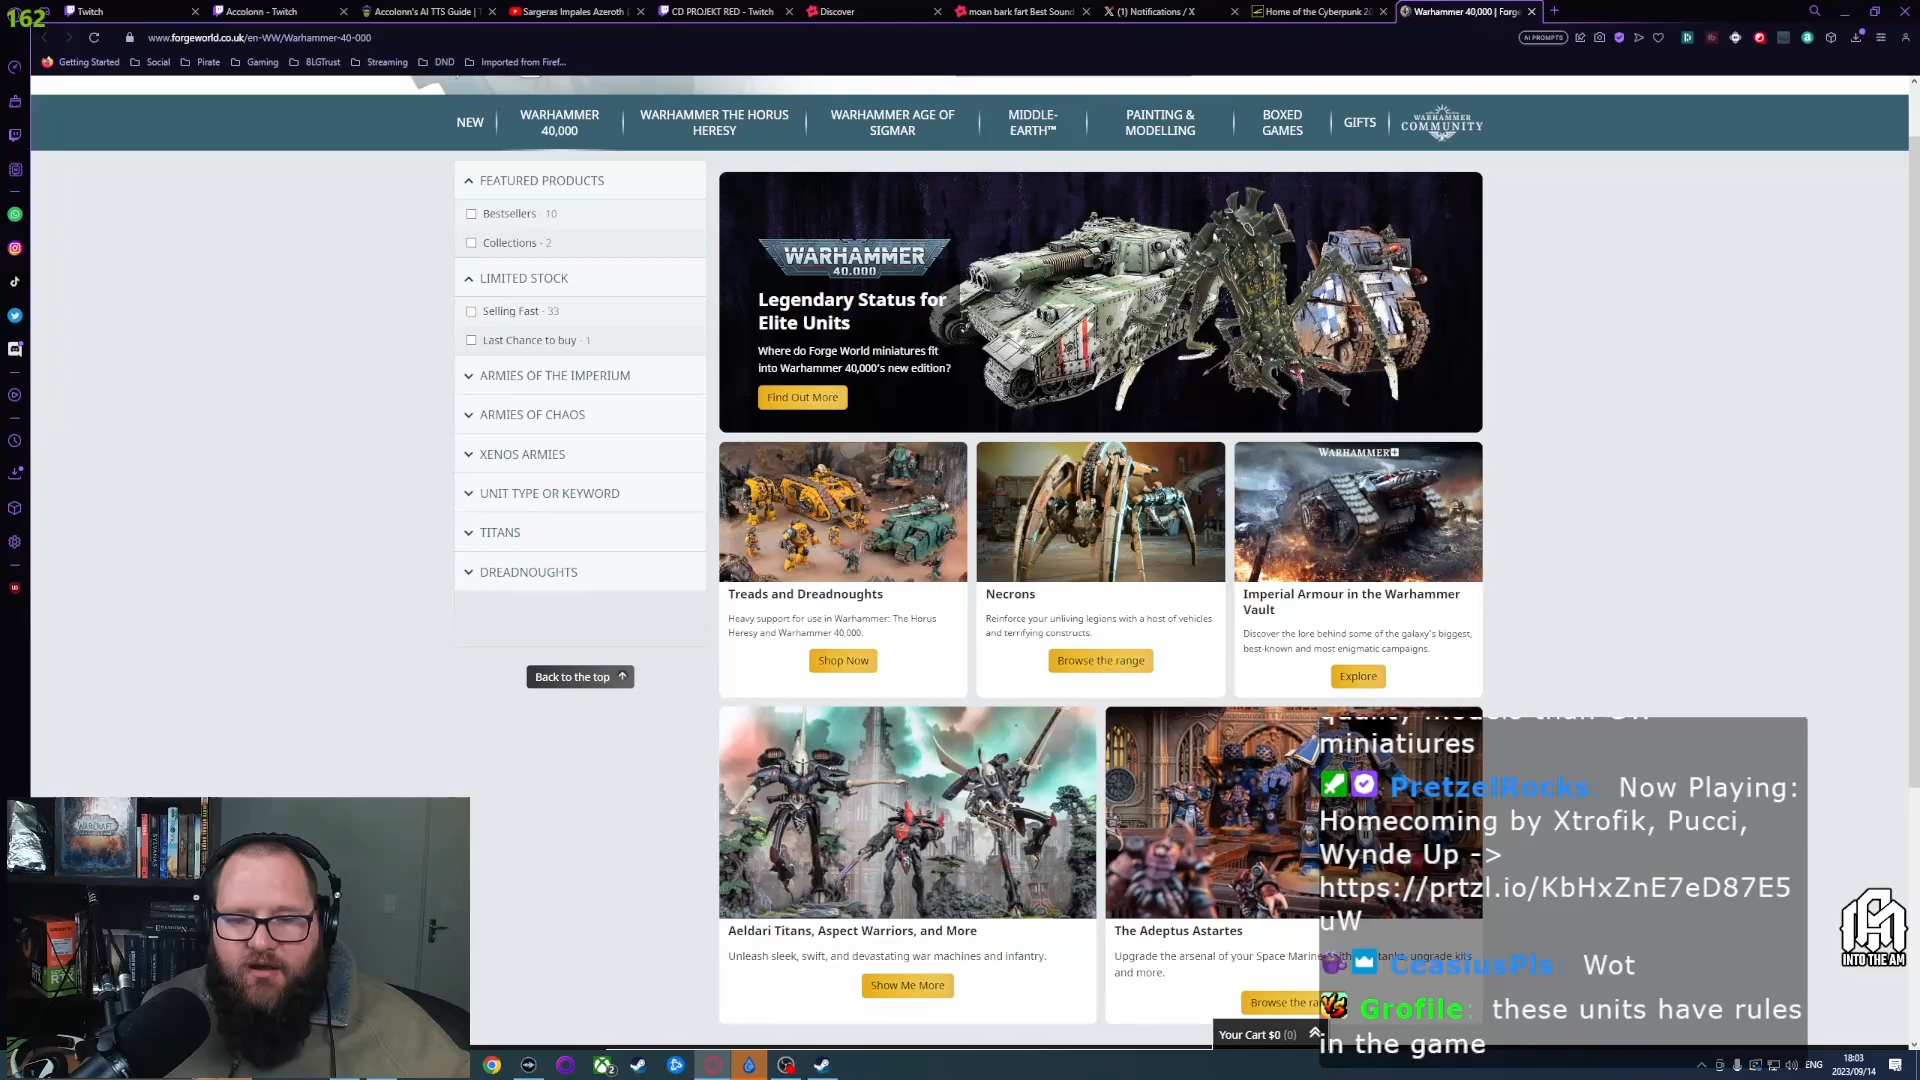 162
Twitch
Accolonn - Twitch
Accolonn's AI TTS Guide | T
Sargeras Impales Azeroth (
CD PROJEKT RED - Twitch
Discover
moan bark fart Best Sound
(1) Notifications / X
Home of the Cyberpunk 20
Warhammer 40,000 | Forge
www.forgeworld.co.uk/en-WW/Warhammer-40-000
AI PROMPTS
Getting Started
Social
Pirate
Gaming
BLGTrust
Streaming
DND
Imported from Firef...
NEW
WARHAMMER 40,000
WARHAMMER THE HORUS HERESY
WARHAMMER AGE OF SIGMAR
MIDDLE-EARTH™
PAINTING & MODELLING
BOXED GAMES
GIFTS
WARHAMMER COMMUNITY
FEATURED PRODUCTS
Bestsellers - 10
Collections - 2
LIMITED STOCK
Selling Fast - 33
Last Chance to buy - 1
ARMIES OF THE IMPERIUM
ARMIES OF CHAOS
XENOS ARMIES
UNIT TYPE OR KEYWORD
TITANS
DREADNOUGHTS
Back to the top
WARHAMMER
40,000
Legendary Status for
Elite Units
Where do Forge World miniatures fit
into Warhammer 40,000's new edition?
Find Out More
WARHAMMER+
Treads and Dreadnoughts
Heavy support for use in Warhammer: The Horus
Heresy and Warhammer 40,000.
Shop Now
Necrons
Reinforce your unliving legions with a host of vehicles
and terrifying constructs.
Browse the range
Imperial Armour in the Warhammer
Vault
Discover the lore behind some of the galaxy's biggest,
best-known and most enigmatic campaigns.
Explore
Aeldari Titans, Aspect Warriors, and More
Unleash sleek, swift, and devastating war machines and infantry.
Show Me More
The Adeptus Astartes
Upgrade the arsenal of your Space Marine
upgrade kits
and more.
Browse the ra
Your Cart $0 (0)
miniatiures
PretzelRocks: Now Playing:
Homecoming by Xtrofik, Pucci,
Wynde Up ->
https://prtzl.io/KbHxZnE7eD87E5
uW
CeasiusPls: Wot
Grofile: these units have rules
in the game
INTO THE AM
WARCRAFT
RTX
ENG
18:03
2023/09/14